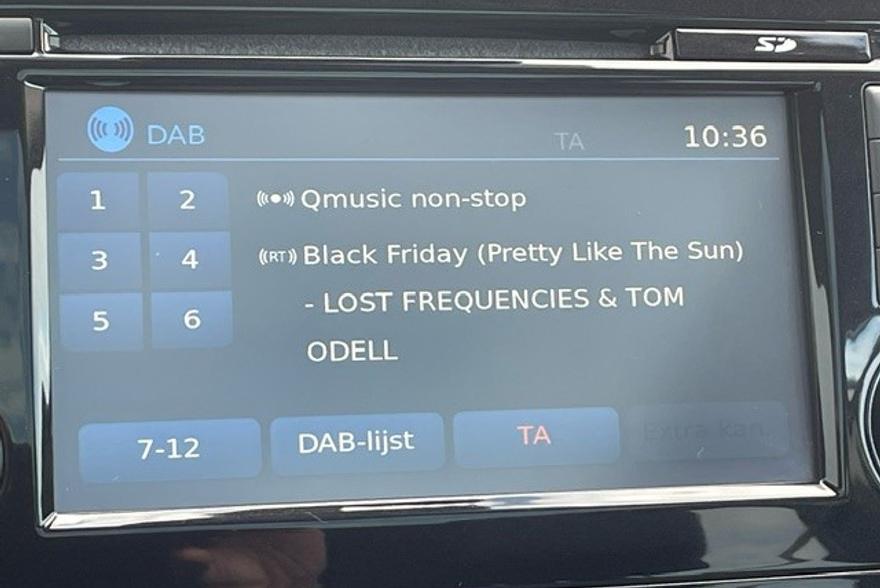 SD
DAB
TA
10:36
1
2
Qmusic non-stop
3
4
(RT) Black Friday (Pretty Like The Sun)
- LOST FREQUENCIES & TOM
5
6
ODELL
7-12
DAB-lijst
TA
Extra kan.